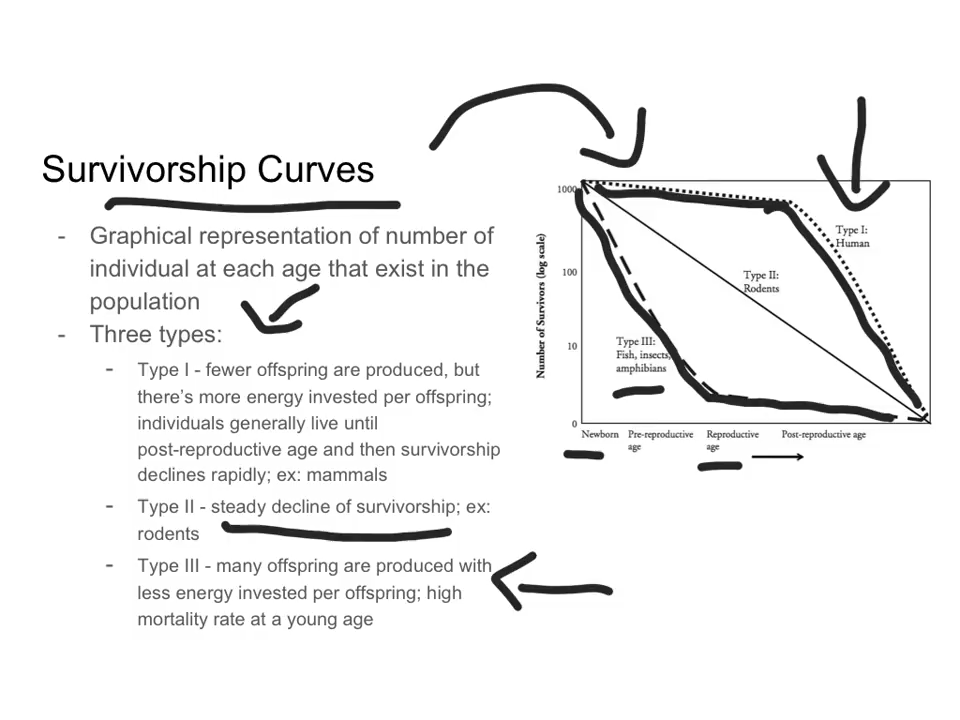 Survivorship Curves
- Graphical representation of number of
individual at each age that exist in the
population
- Three types:
- Type I - fewer offspring are produced, but
there's more energy invested per offspring;
individuals generally live until
post-reproductive age and then survivorship
declines rapidly; ex: mammals
- Type II - steady decline of survivorship; ex:
rodents
- Type III - many offspring are produced with
less energy invested per offspring; high
mortality rate at a young age
Number of Survivors (log scale)
1000
100
10
0
Type I:
Human
Type II:
Rodents
Type III:
Fish, insects,
amphibians
Newborn
Pre-reproductive
age
Reproductive
age
Post-reproductive age